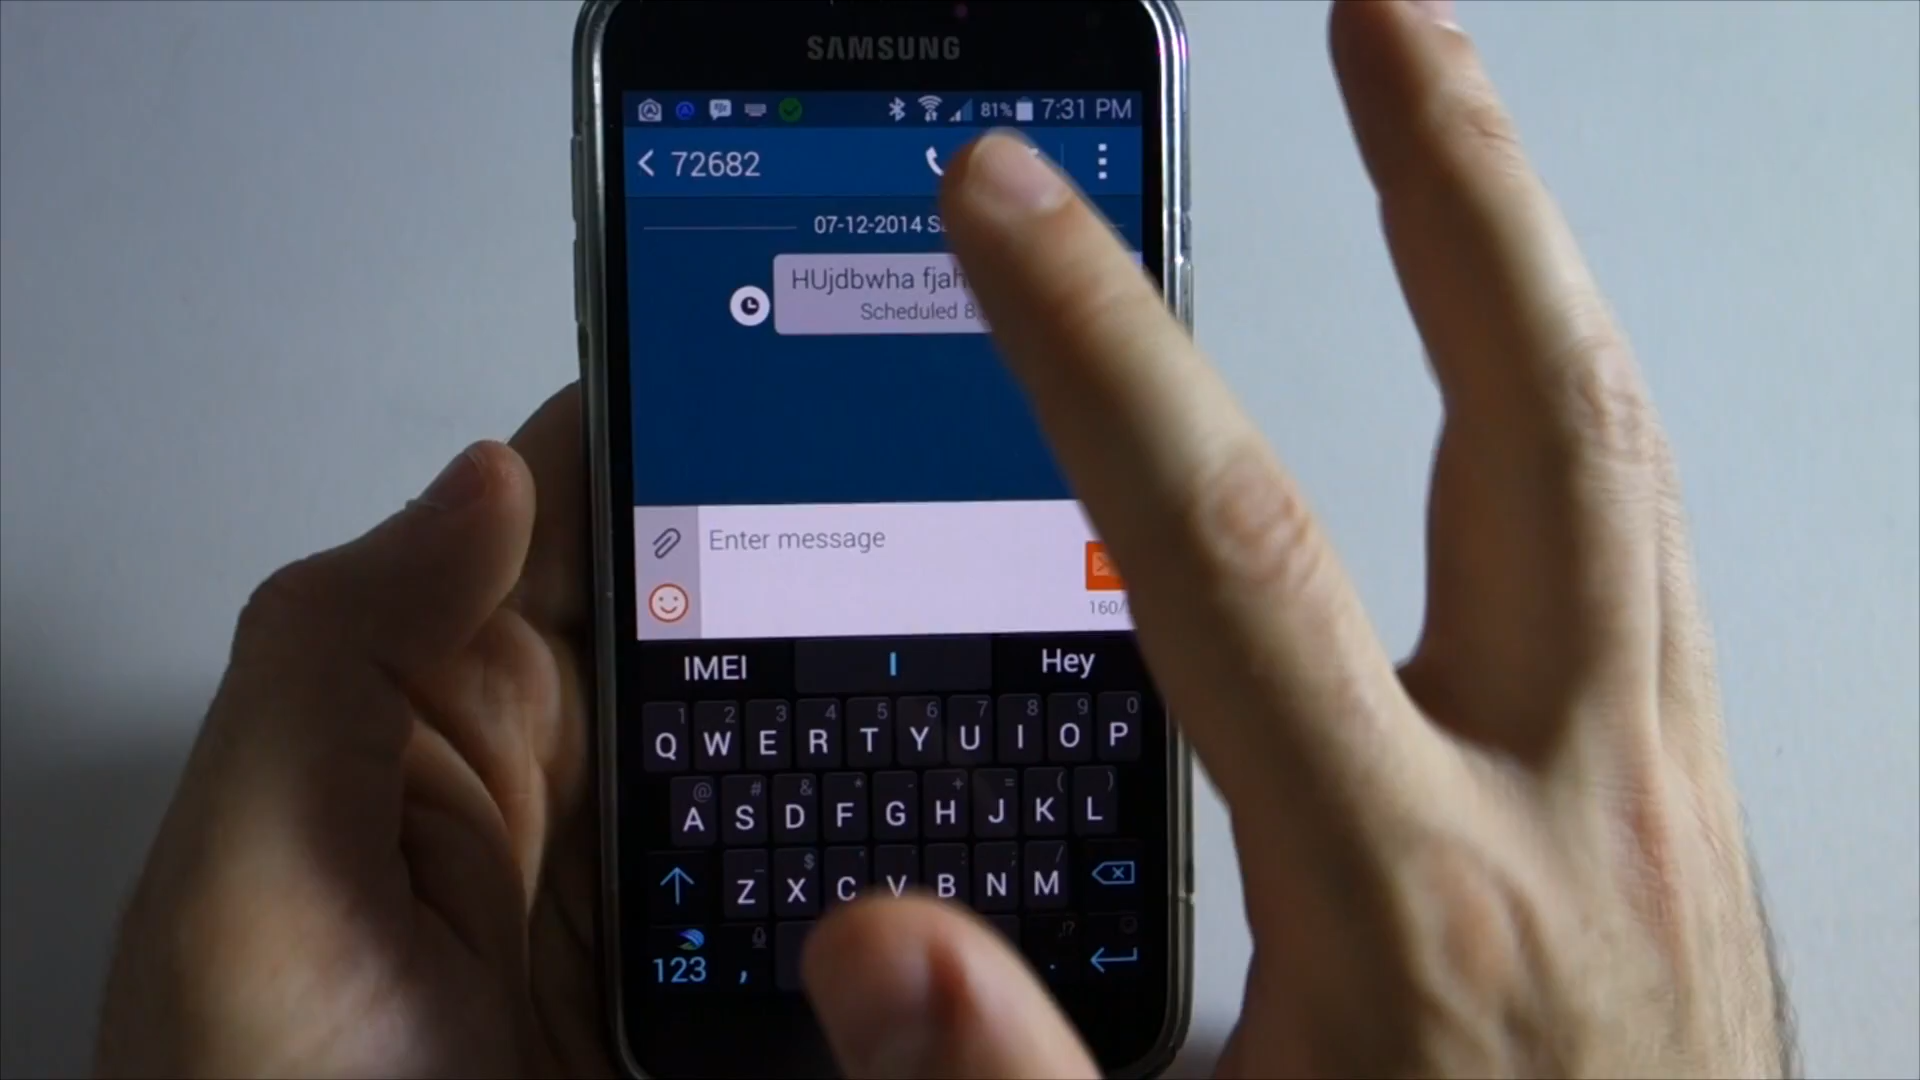 SAMSUNG
81% 7:31 PM
72682
07-12-2014
HUjdbwha
Scheduled
Enter message
160/
IMEI I Hey
1 2 3 4 5 6 7 8 9 0
Q W E R T Y U I O P
@ # & * - + = ( )
A S D F G H J K L
$ /
Z X C V B N M
!?
123 , .